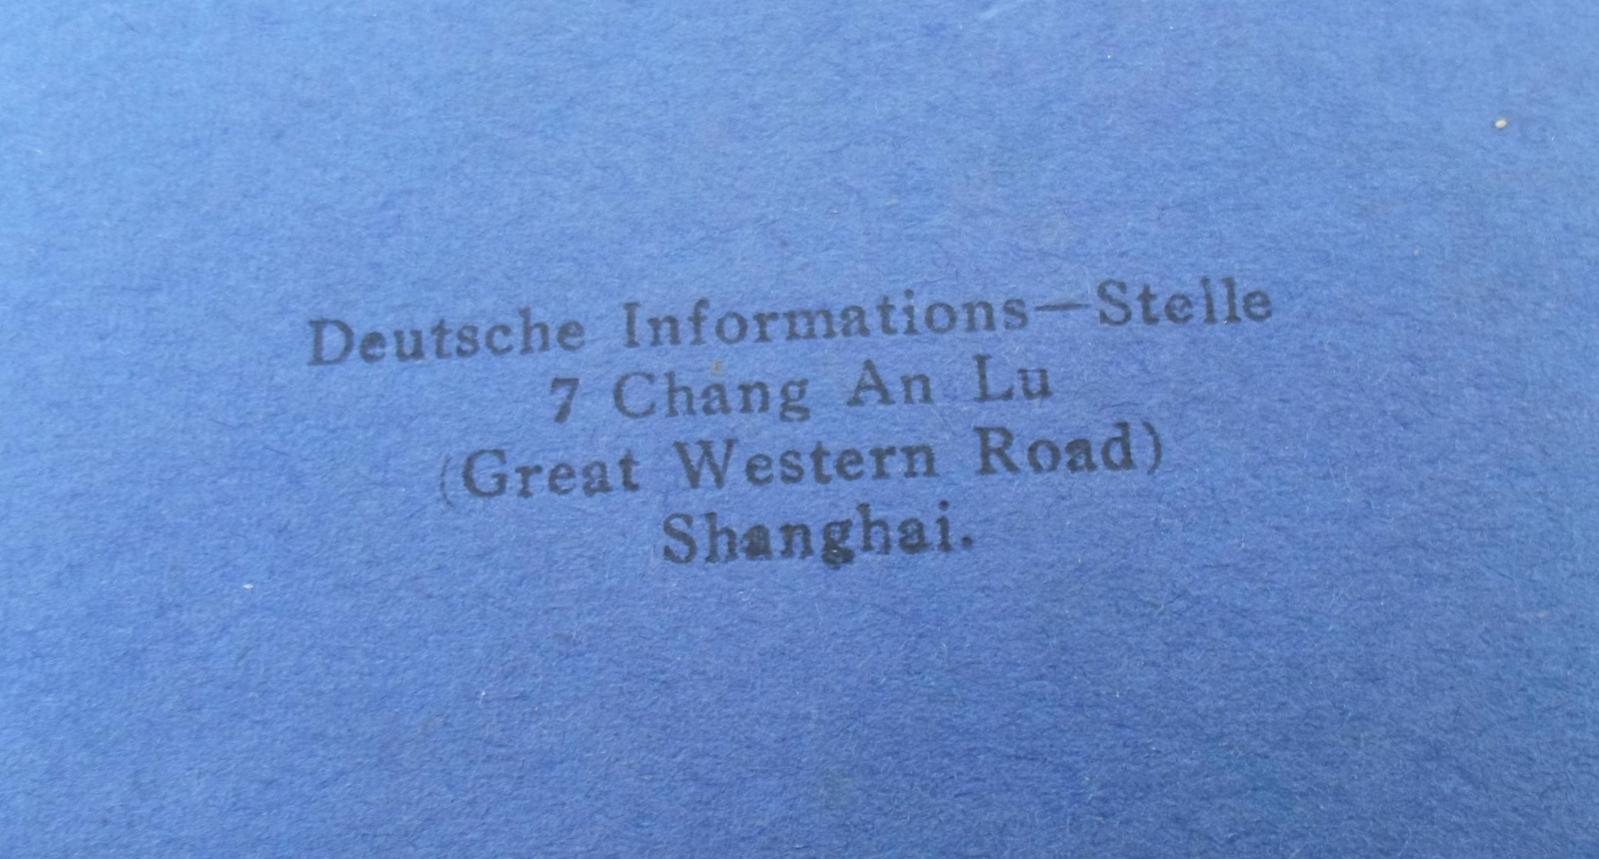 Deutsche Informations—Stelle
7 Chang An Lu
(Great Western Road)
Shanghai.